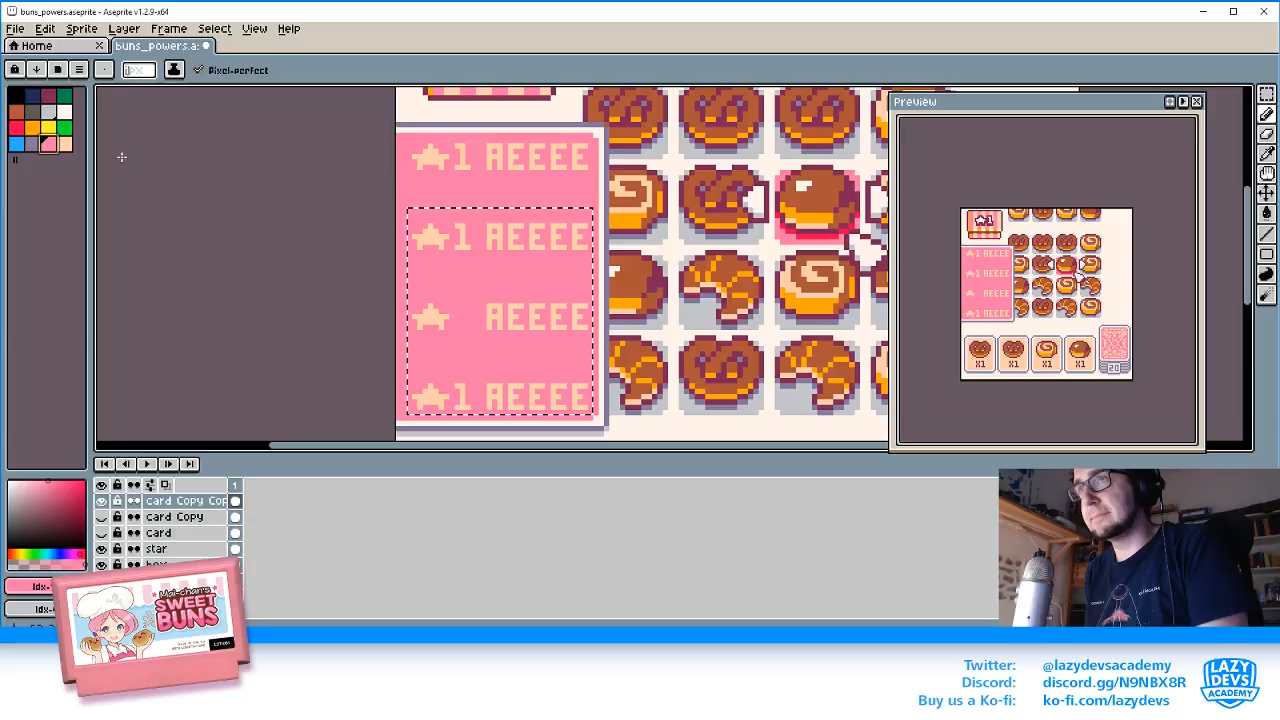 buns_powers.aseprite - Aseprite v1.2.9-x64
File Edit Sprite Layer Frame Select View Help
Home
buns_powers.a:
Pixel-perfect
Preview
1 AEEEE
1 AEEEE
AEEEE
1 AEEEE
1
1 AEEEE
1 AEEEE
AEEEE
1 AEEEE
X1 X1 X1 X1
20
1
card Copy Cop
card Copy
card
star
Idx-
Idx-
Mai-chan's
SWEET
BUNS
Twitter: @lazydevsacademy
Discord: discord.gg/N9NBX8R
Buy us a Ko-fi: ko-fi.com/lazydevs
LAZY
DEVS
ACADEMY